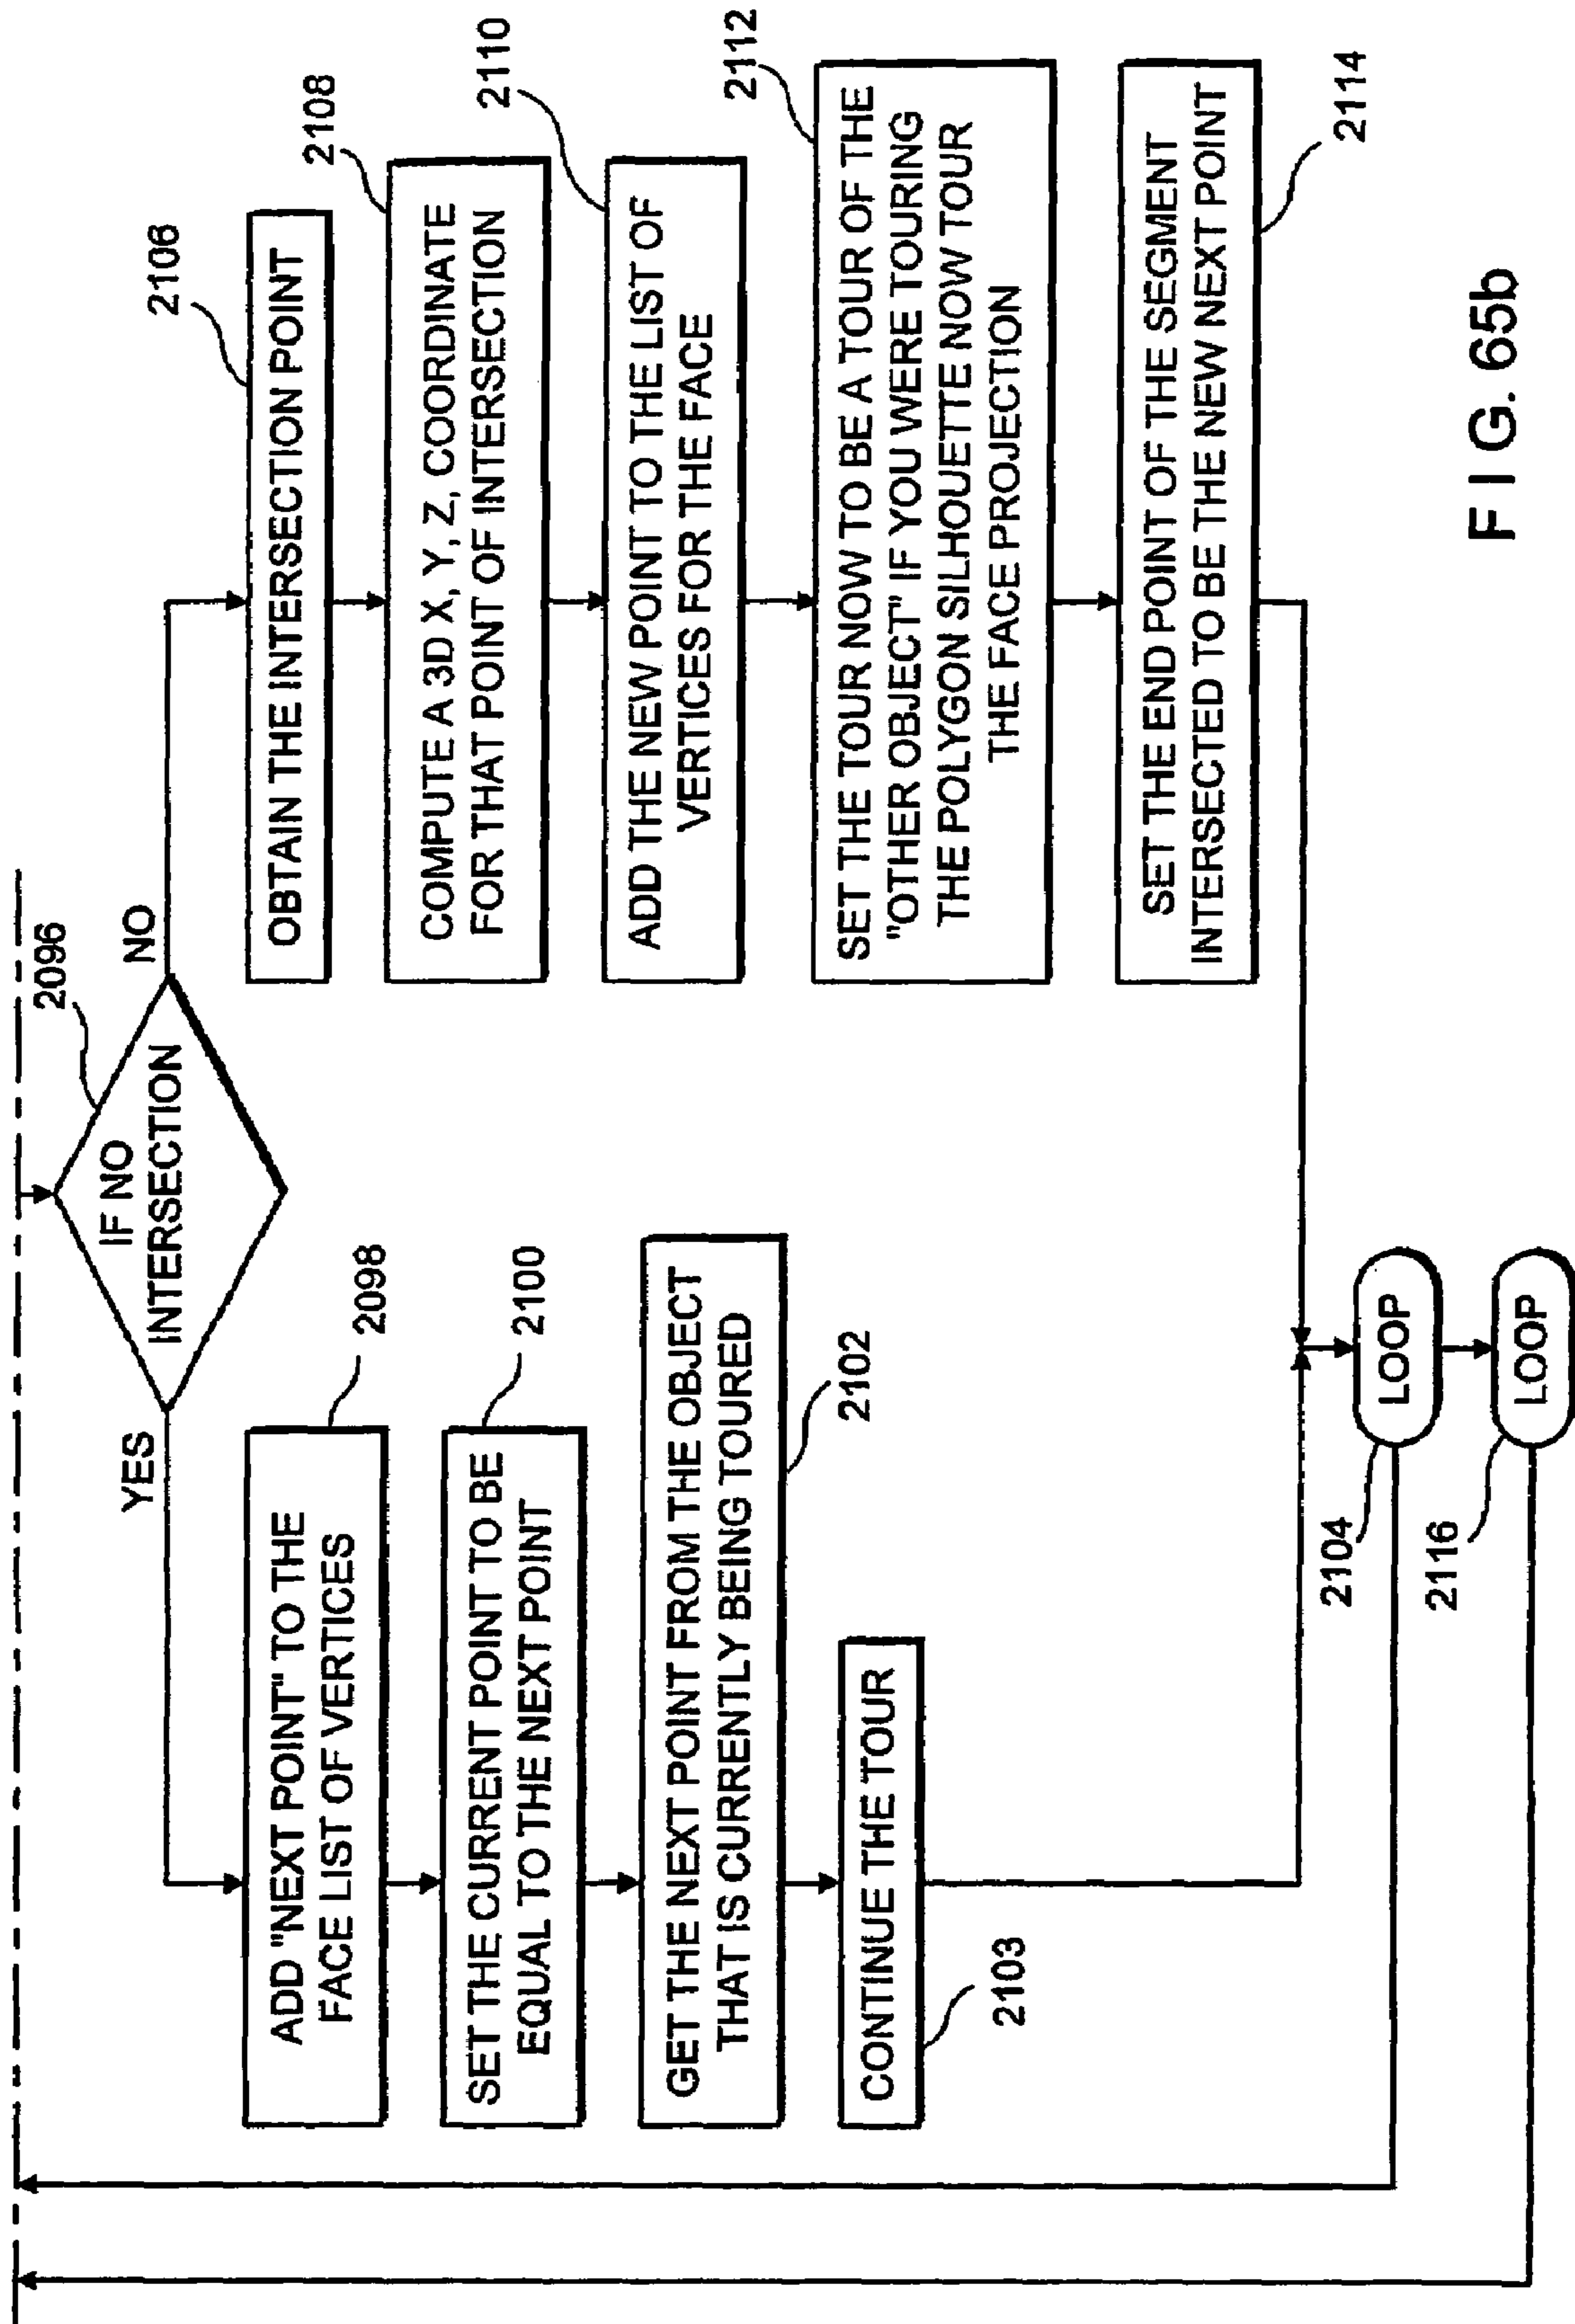 2096
IF NO
INTERSECTION
YES
NO
2098
ADD "NEXT POINT" TO THE
FACE LIST OF VERTICES
2100
SET THE CURRENT POINT TO BE
EQUAL TO THE NEXT POINT
GET THE NEXT POINT FROM THE OBJECT
THAT IS CURRENTLY BEING TOURED
2102
CONTINUE THE TOUR
2103
2106
OBTAIN THE INTERSECTION POINT
2108
COMPUTE A 3D X, Y, Z, COORDINATE
FOR THAT POINT OF INTERSECTION
2110
ADD THE NEW POINT TO THE LIST OF
VERTICES FOR THE FACE
2112
SET THE TOUR NOW TO BE A TOUR OF THE
"OTHER OBJECT" IF YOU WERE TOURING
THE POLYGON SILHOUETTE NOW TOUR
THE FACE PROJECTION
SET THE END POINT OF THE SEGMENT
INTERSECTED TO BE THE NEW NEXT POINT
2114
2104
LOOP
2116
LOOP
FIG. 65b